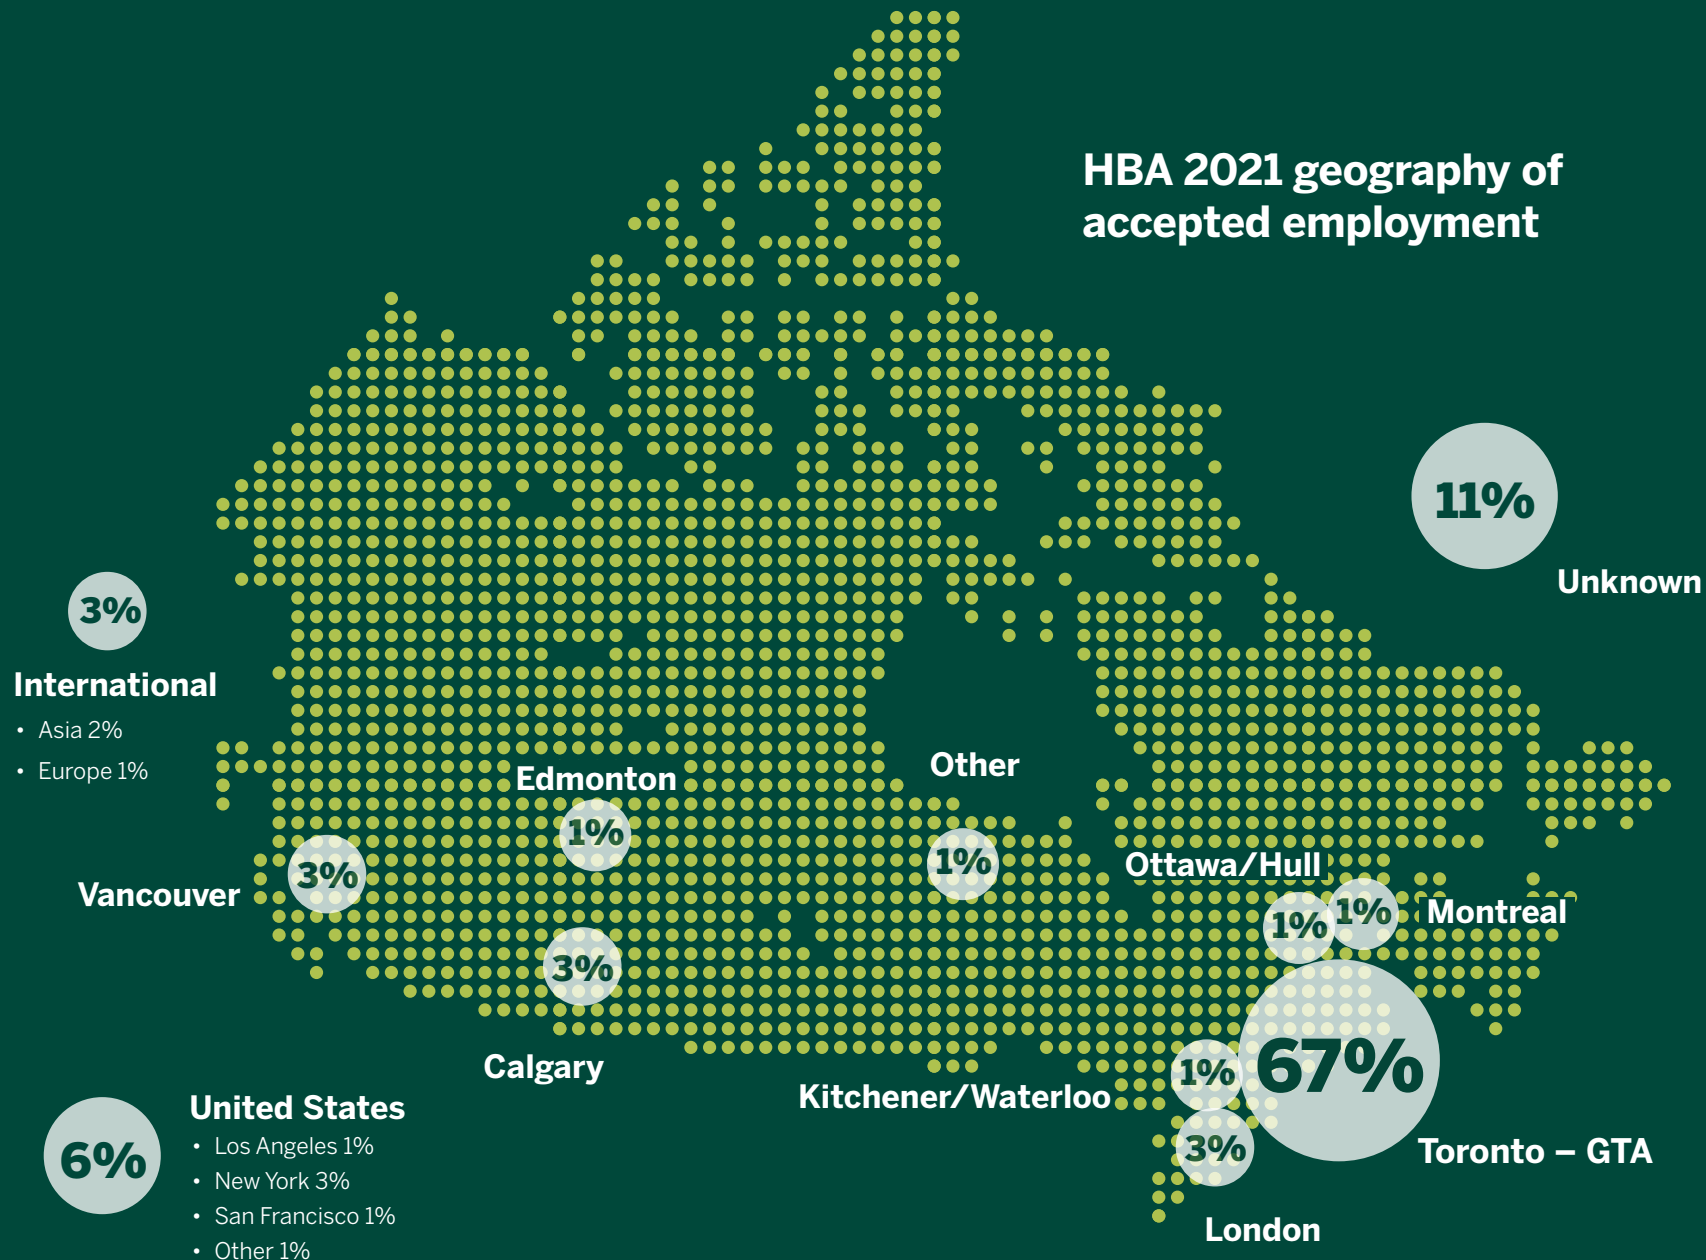 HBA 2021 geography of
accepted employment
11%
Unknown
3%
International
• Asia 2%
• Europe 1%
Edmonton
1%
Other
1%
Vancouver
3%
Ottawa/Hull
1%
1%
Montreal
3%
Calgary
67%
Toronto – GTA
Kitchener/Waterloo
1%
3%
London
6%
United States
• Los Angeles 1%
• New York 3%
• San Francisco 1%
• Other 1%